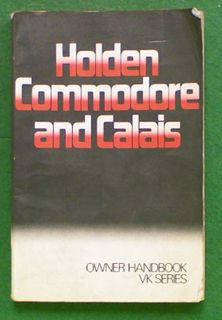 Holden
Commodore
and Calais
OWNER HANDBOOK
VK SERIES